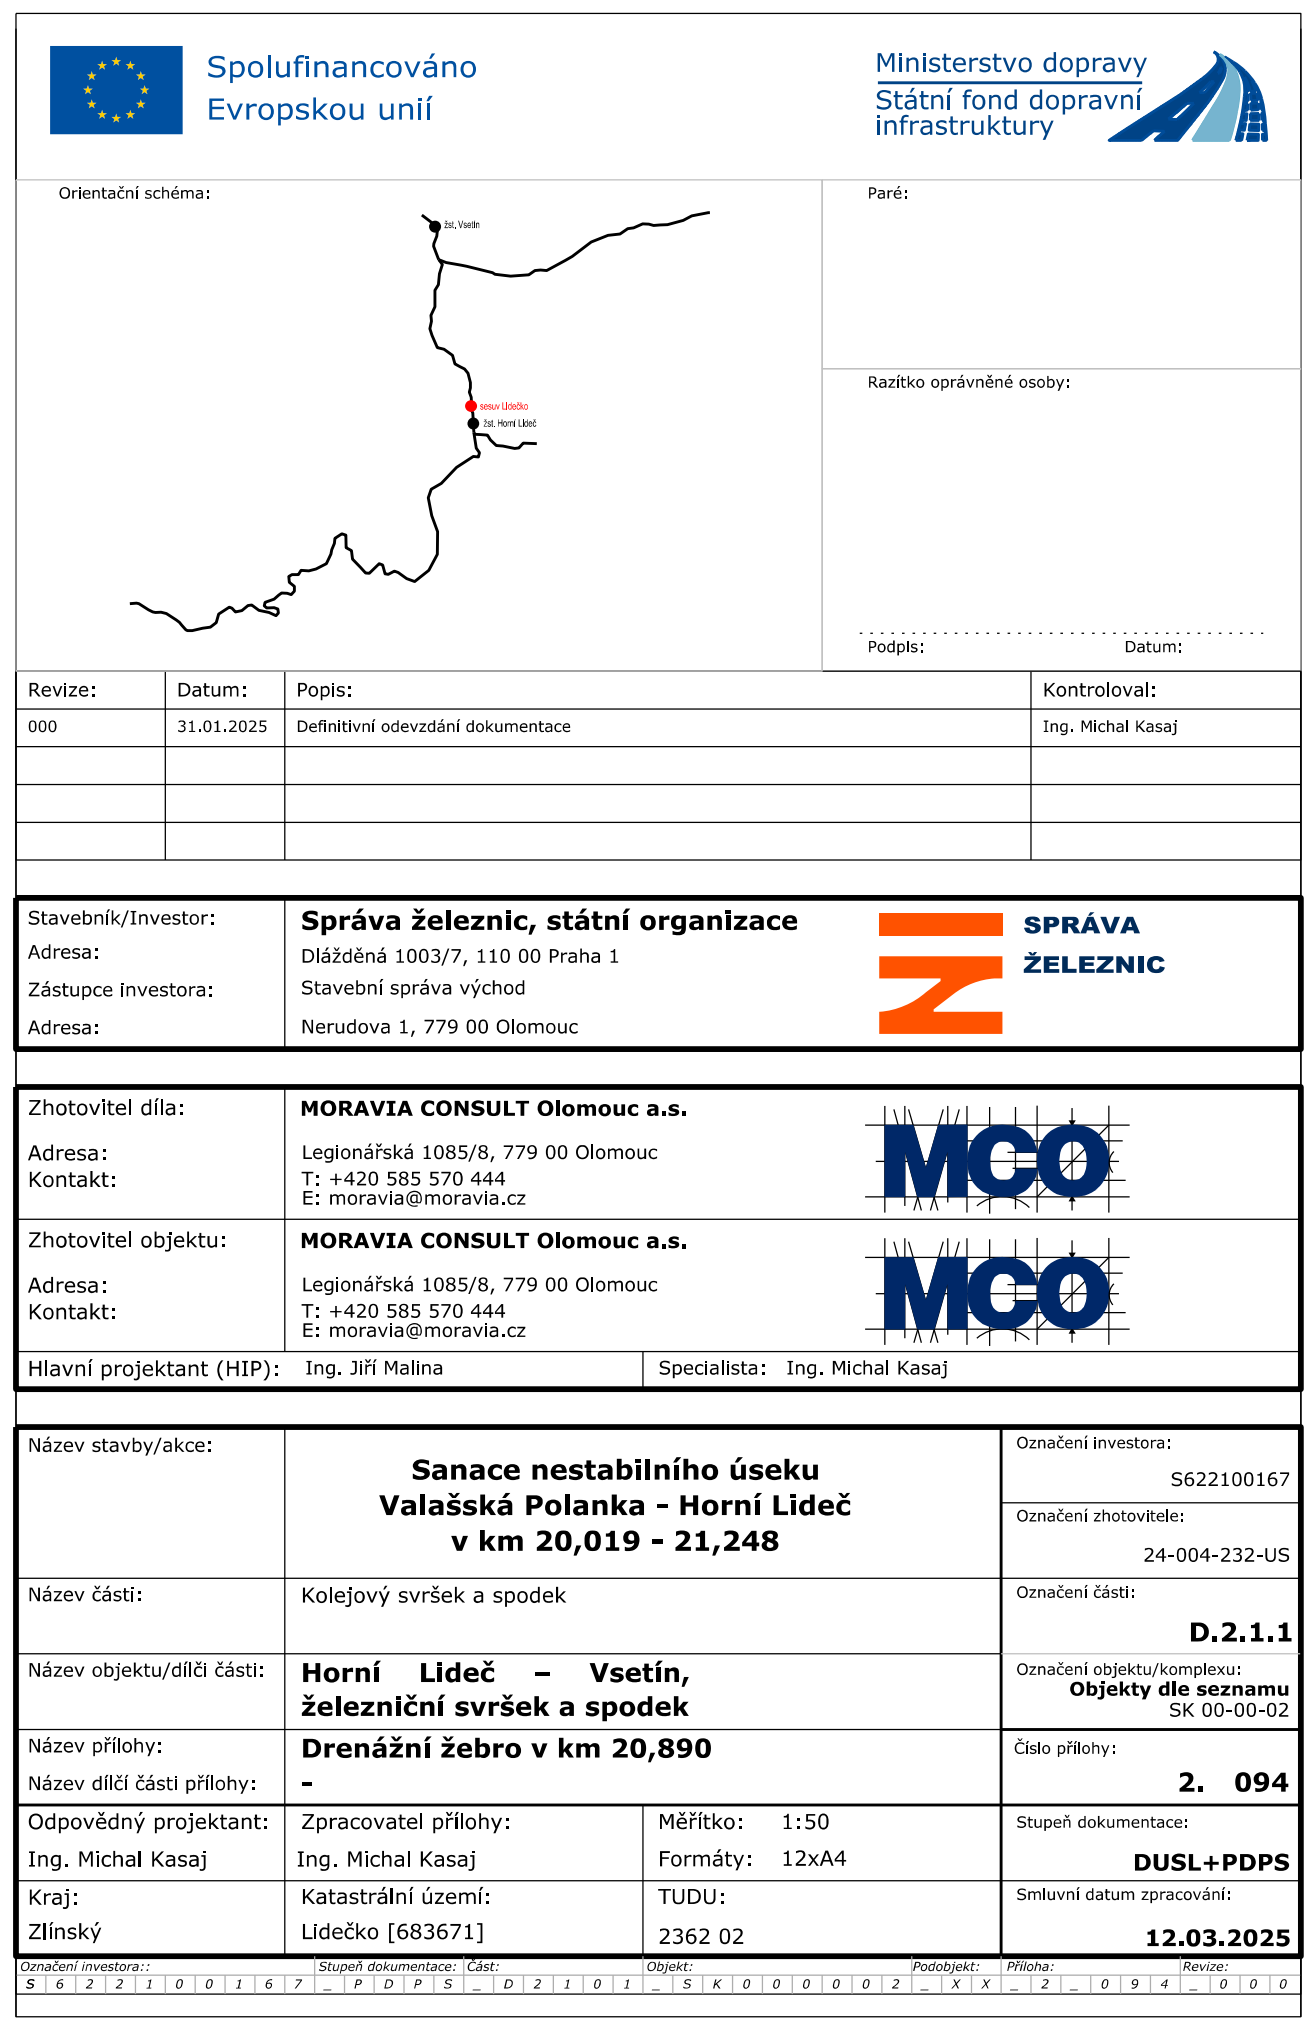 Spolufinancováno
Evropskou unií
Ministerstvo dopravy
Státní fond dopravní
infrastruktury
Orientační schéma:
Paré:
žst. Vsetín
sesuv Lidečko
žst. Horní Lideč
Razítko oprávněné osoby:
Podpis: Datum:
Revize: Datum: Popis: Kontroloval:
000 31.01.2025 Definitivní odevzdání dokumentace Ing. Michal Kasaj
Stavebník/Investor: Správa železnic, státní organizace
Adresa: Dlážděná 1003/7, 110 00 Praha 1
Zástupce investora: Stavební správa východ
Adresa: Nerudova 1, 779 00 Olomouc
SPRÁVA
ŽELEZNIC
Zhotovitel díla: MORAVIA CONSULT Olomouc a.s.
Adresa: Legionářská 1085/8, 779 00 Olomouc
Kontakt: T: +420 585 570 444
E: moravia@moravia.cz
MCO
Zhotovitel objektu: MORAVIA CONSULT Olomouc a.s.
Adresa: Legionářská 1085/8, 779 00 Olomouc
Kontakt: T: +420 585 570 444
E: moravia@moravia.cz
MCO
Hlavní projektant (HIP): Ing. Jiří Malina Specialista: Ing. Michal Kasaj
Název stavby/akce:
Sanace nestabilního úseku
Valašská Polanka - Horní Lideč
v km 20,019 - 21,248
Označení investora:
S622100167
Označení zhotovitele:
24-004-232-US
Název části: Kolejový svršek a spodek
Označení části:
D.2.1.1
Název objektu/dílči části: Horní Lideč – Vsetín,
železniční svršek a spodek
Označení objektu/komplexu:
Objekty dle seznamu
SK 00-00-02
Název přílohy: Drenážní žebro v km 20,890
Název dílčí části přílohy: -
Číslo přílohy:
2. 094
Odpovědný projektant: Zpracovatel přílohy: Měřítko: 1:50
Ing. Michal Kasaj Ing. Michal Kasaj Formáty: 12xA4
Stupeň dokumentace:
DUSL+PDPS
Kraj: Katastrální území: TUDU:
Zlínský Lidečko [683671] 2362 02
Smluvní datum zpracování:
12.03.2025
Označení investora:: Stupeň dokumentace: Část: Objekt: Podobjekt: Příloha: Revize:
S 6 2 2 1 0 0 1 6 7 _ P D P S _ D 2 1 0 1 _ S K 0 0 0 0 0 2 _ X X _ 2 _ 0 9 4 _ 0 0 0